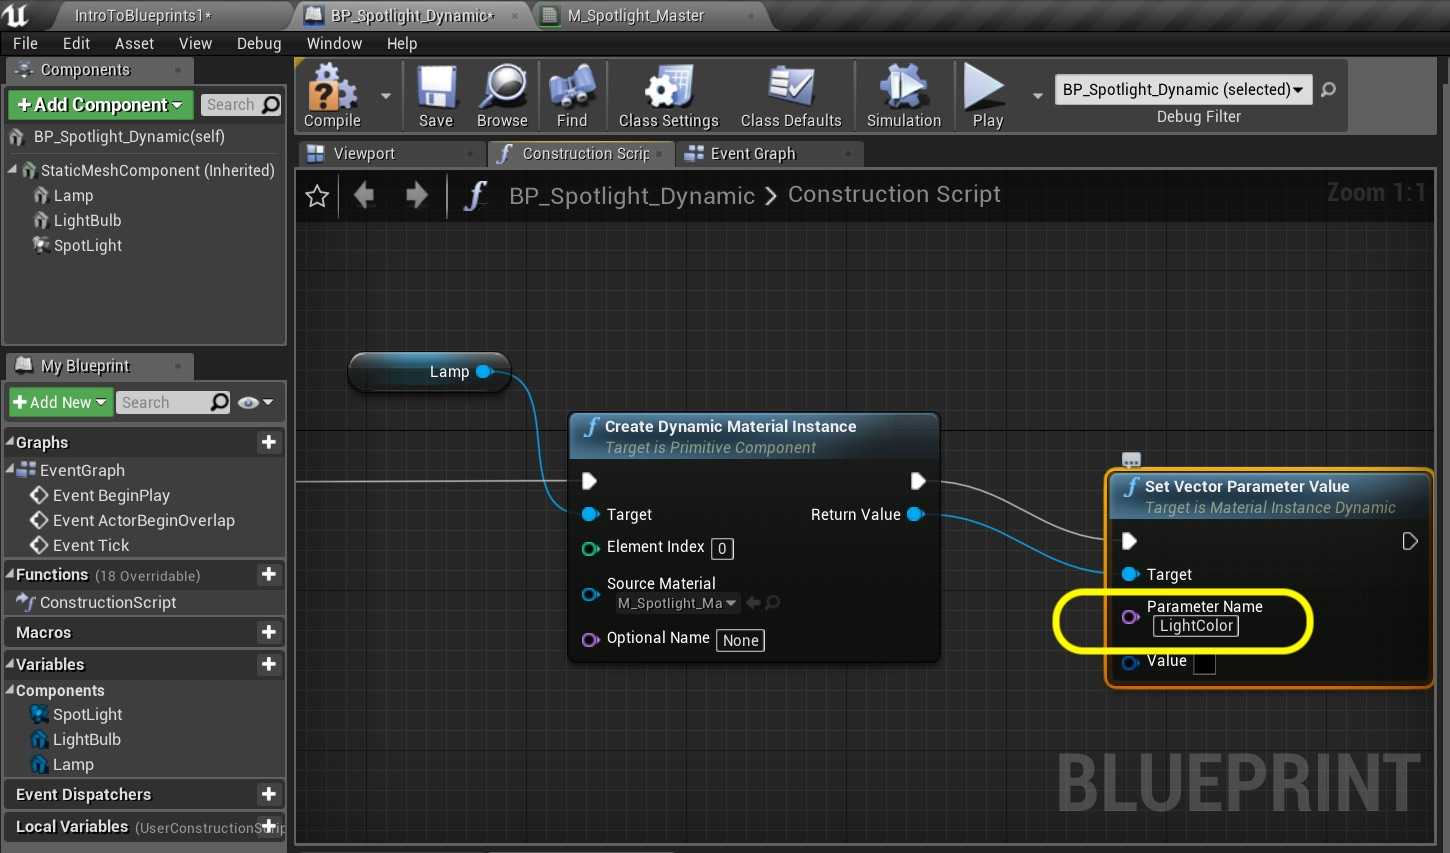 IntroToBlueprints1*
BP_Spotlight_Dynamic*
M_Spotlight_Master
File Edit Asset View Debug Window Help
Components
+Add Component
Search
BP_Spotlight_Dynamic(self)
StaticMeshComponent (Inherited)
Lamp
LightBulb
SpotLight
Compile
Save
Browse
Find
Class Settings
Class Defaults
Simulation
Play
BP_Spotlight_Dynamic (selected)
Debug Filter
Viewport
Construction Scrip
Event Graph
BP_Spotlight_Dynamic > Construction Script
Zoom 1:1
My Blueprint
+Add New
Search
Graphs
EventGraph
Event BeginPlay
Event ActorBeginOverlap
Event Tick
Functions (18 Overridable)
ConstructionScript
Macros
Variables
Components
SpotLight
LightBulb
Lamp
Event Dispatchers
Local Variables (UserConstructionScrip
Lamp
Create Dynamic Material Instance
Target is Primitive Component
Target
Return Value
Element Index 0
Source Material
M_Spotlight_Ma
Optional Name None
Set Vector Parameter Value
Target is Material Instance Dynamic
Target
Parameter Name
LightColor
Value
BLUEPRINT